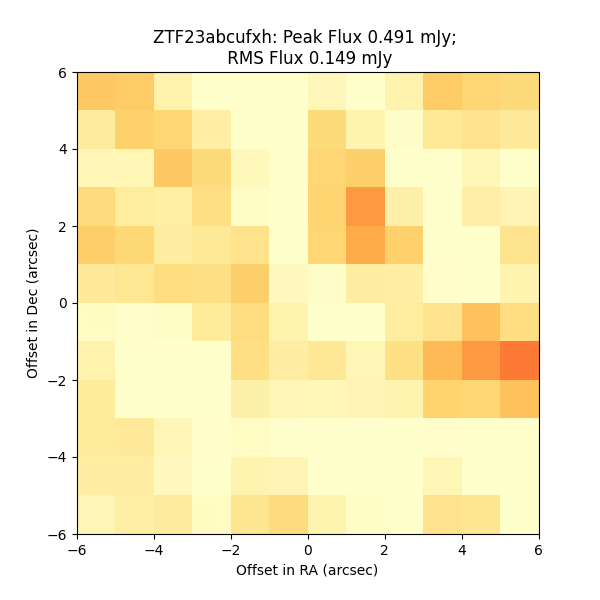 ZTF23abcufxh: Peak Flux 0.491 mJy;
RMS Flux 0.149 mJy
6
4
2
0
−2
−4
−6
Offset in Dec (arcsec)
−6 −4 −2 0 2 4 6
Offset in RA (arcsec)